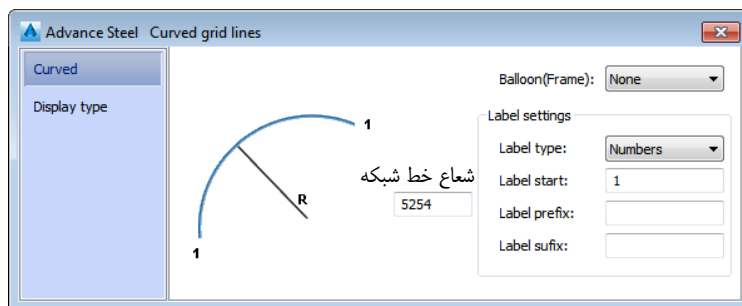 Advance Steel Curved grid lines
Curved
Display type
1
R
1
شعاع خط شبکه
5254
Balloon(Frame): None
Label settings
Label type: Numbers
Label start: 1
Label prefix:
Label sufix: